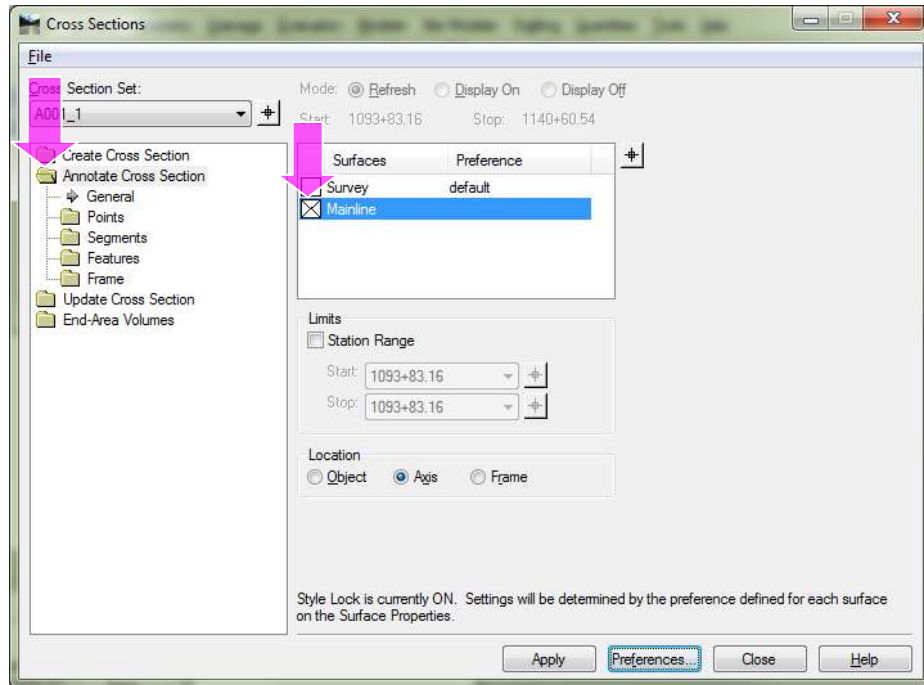 Cross Sections
File
Cross Section Set:
Mode: Refresh Display On Display Off
A001_1
Start: 1093+83.16 Stop: 1140+60.54
Create Cross Section
Annotate Cross Section
General
Points
Segments
Features
Frame
Update Cross Section
End-Area Volumes
Surfaces Preference
Survey default
Mainline
Limits
Station Range
Start: 1093+83.16
Stop: 1093+83.16
Location
Object Axis Frame
Style Lock is currently ON. Settings will be determined by the preference defined for each surface
on the Surface Properties.
Apply Preferences... Close Help